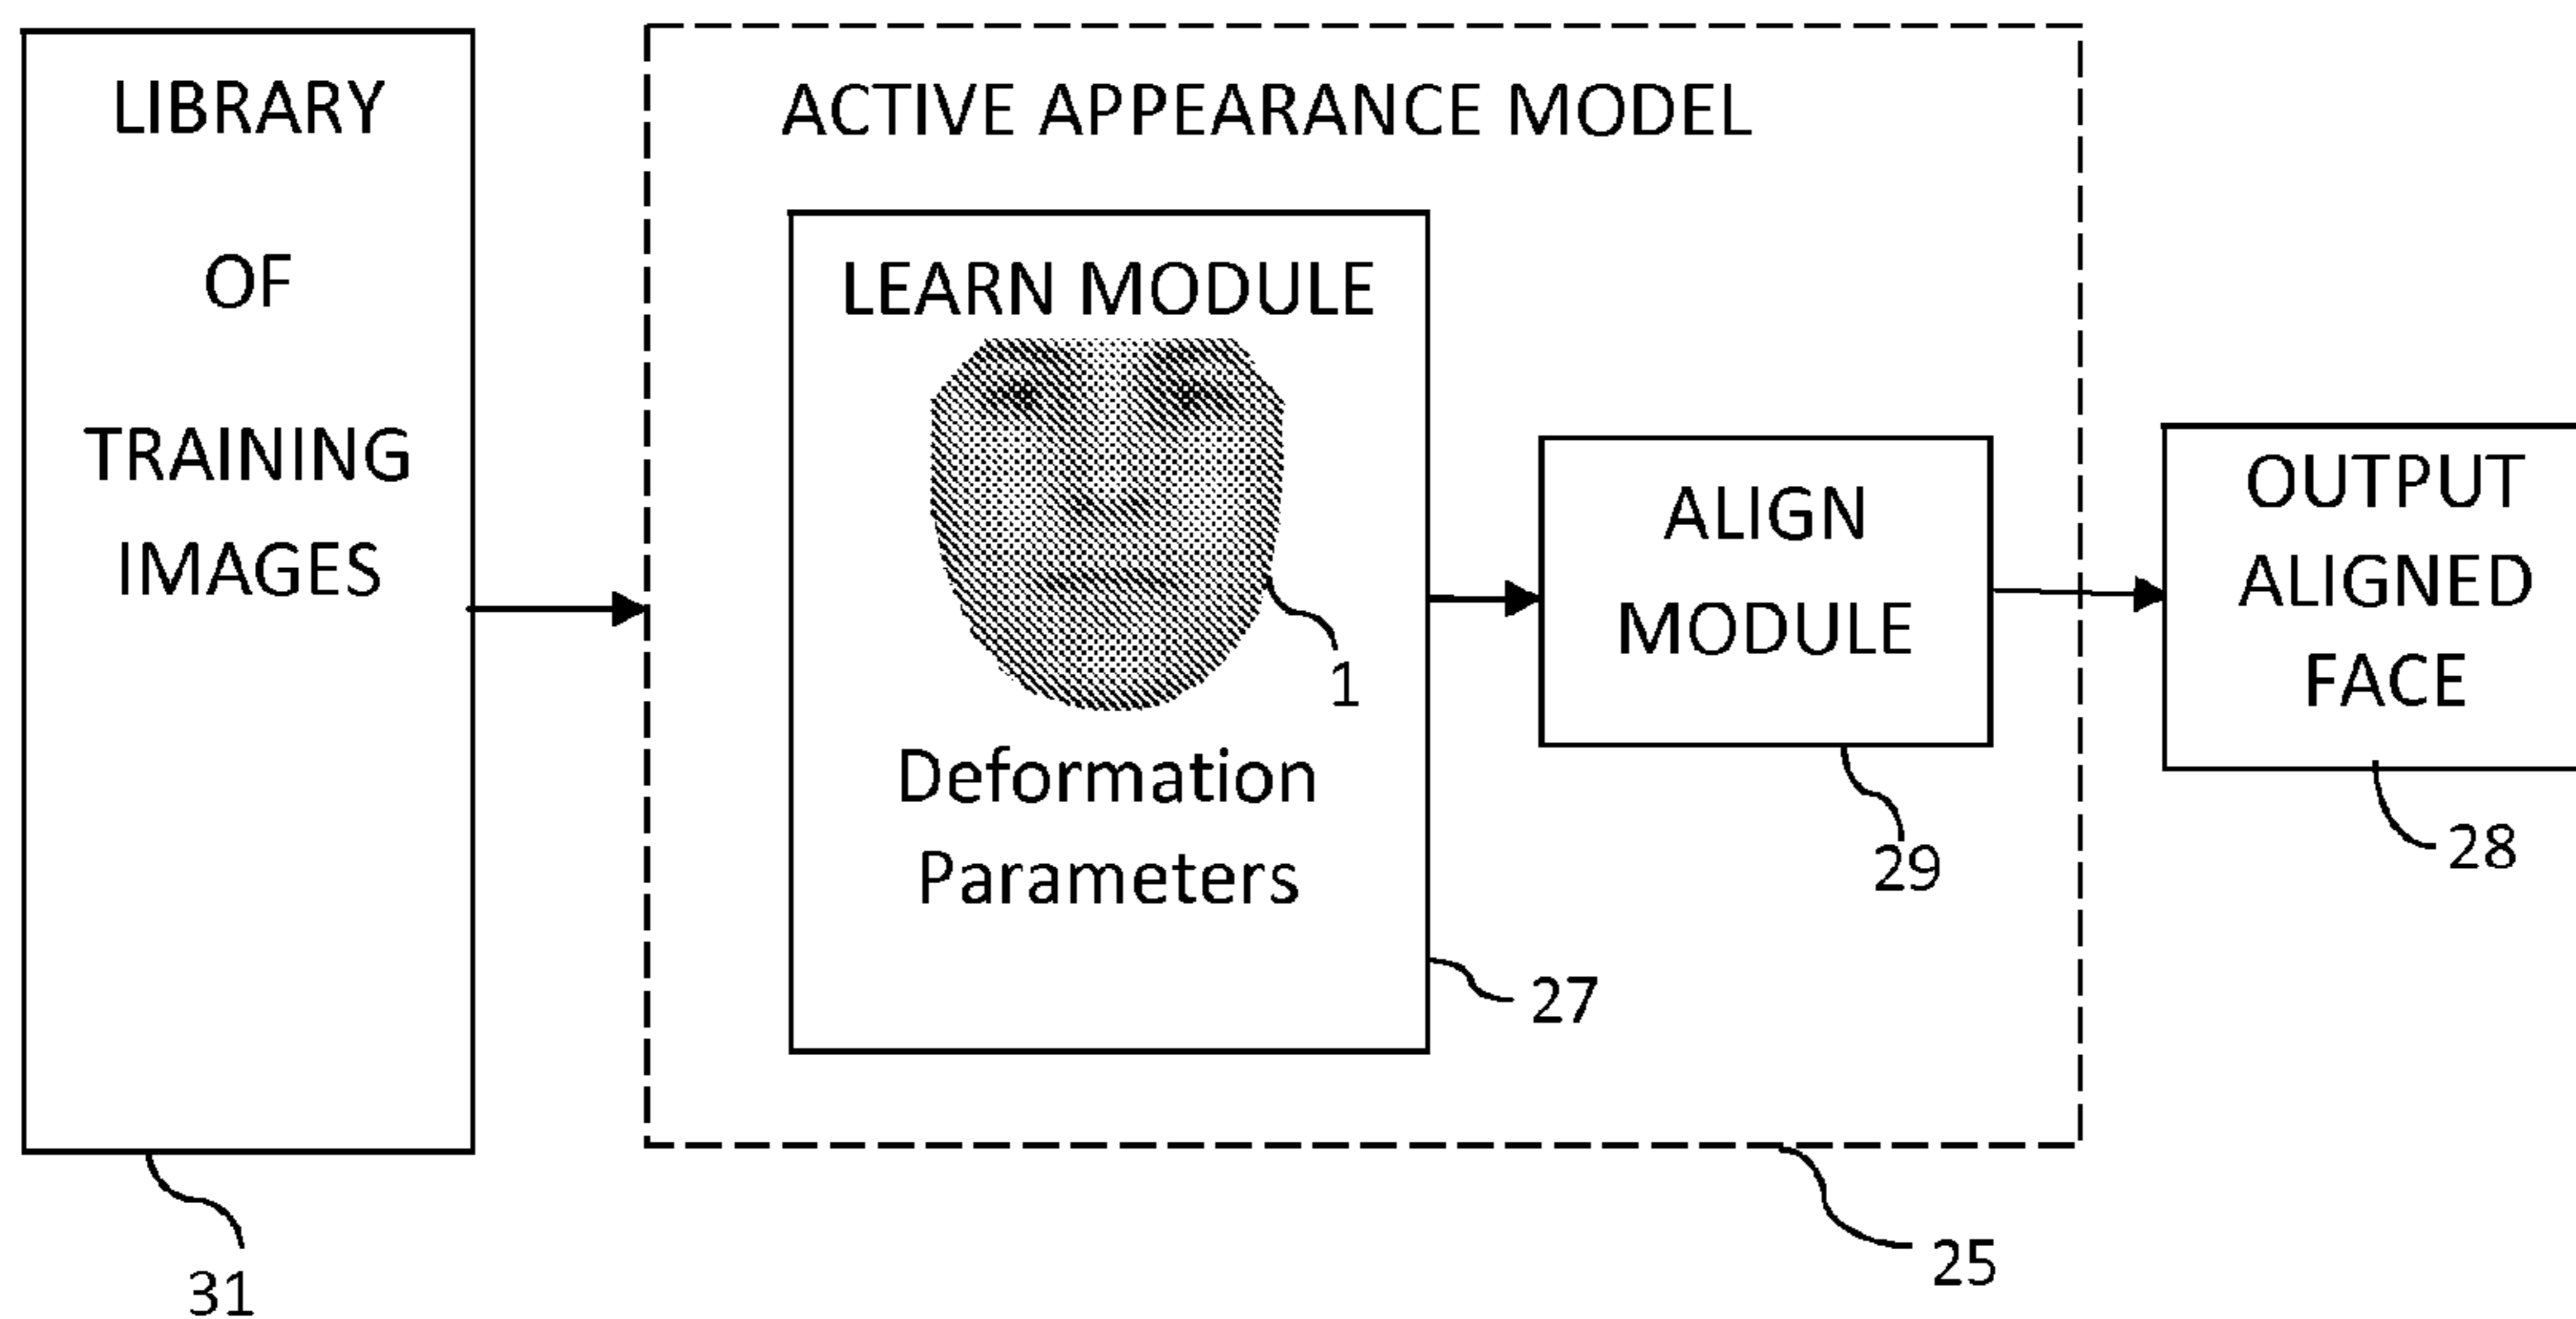 LIBRARY
OF
TRAINING
IMAGES
31
ACTIVE APPEARANCE MODEL
LEARN MODULE
1
Deformation
Parameters
27
ALIGN
MODULE
29
25
OUTPUT
ALIGNED
FACE
28